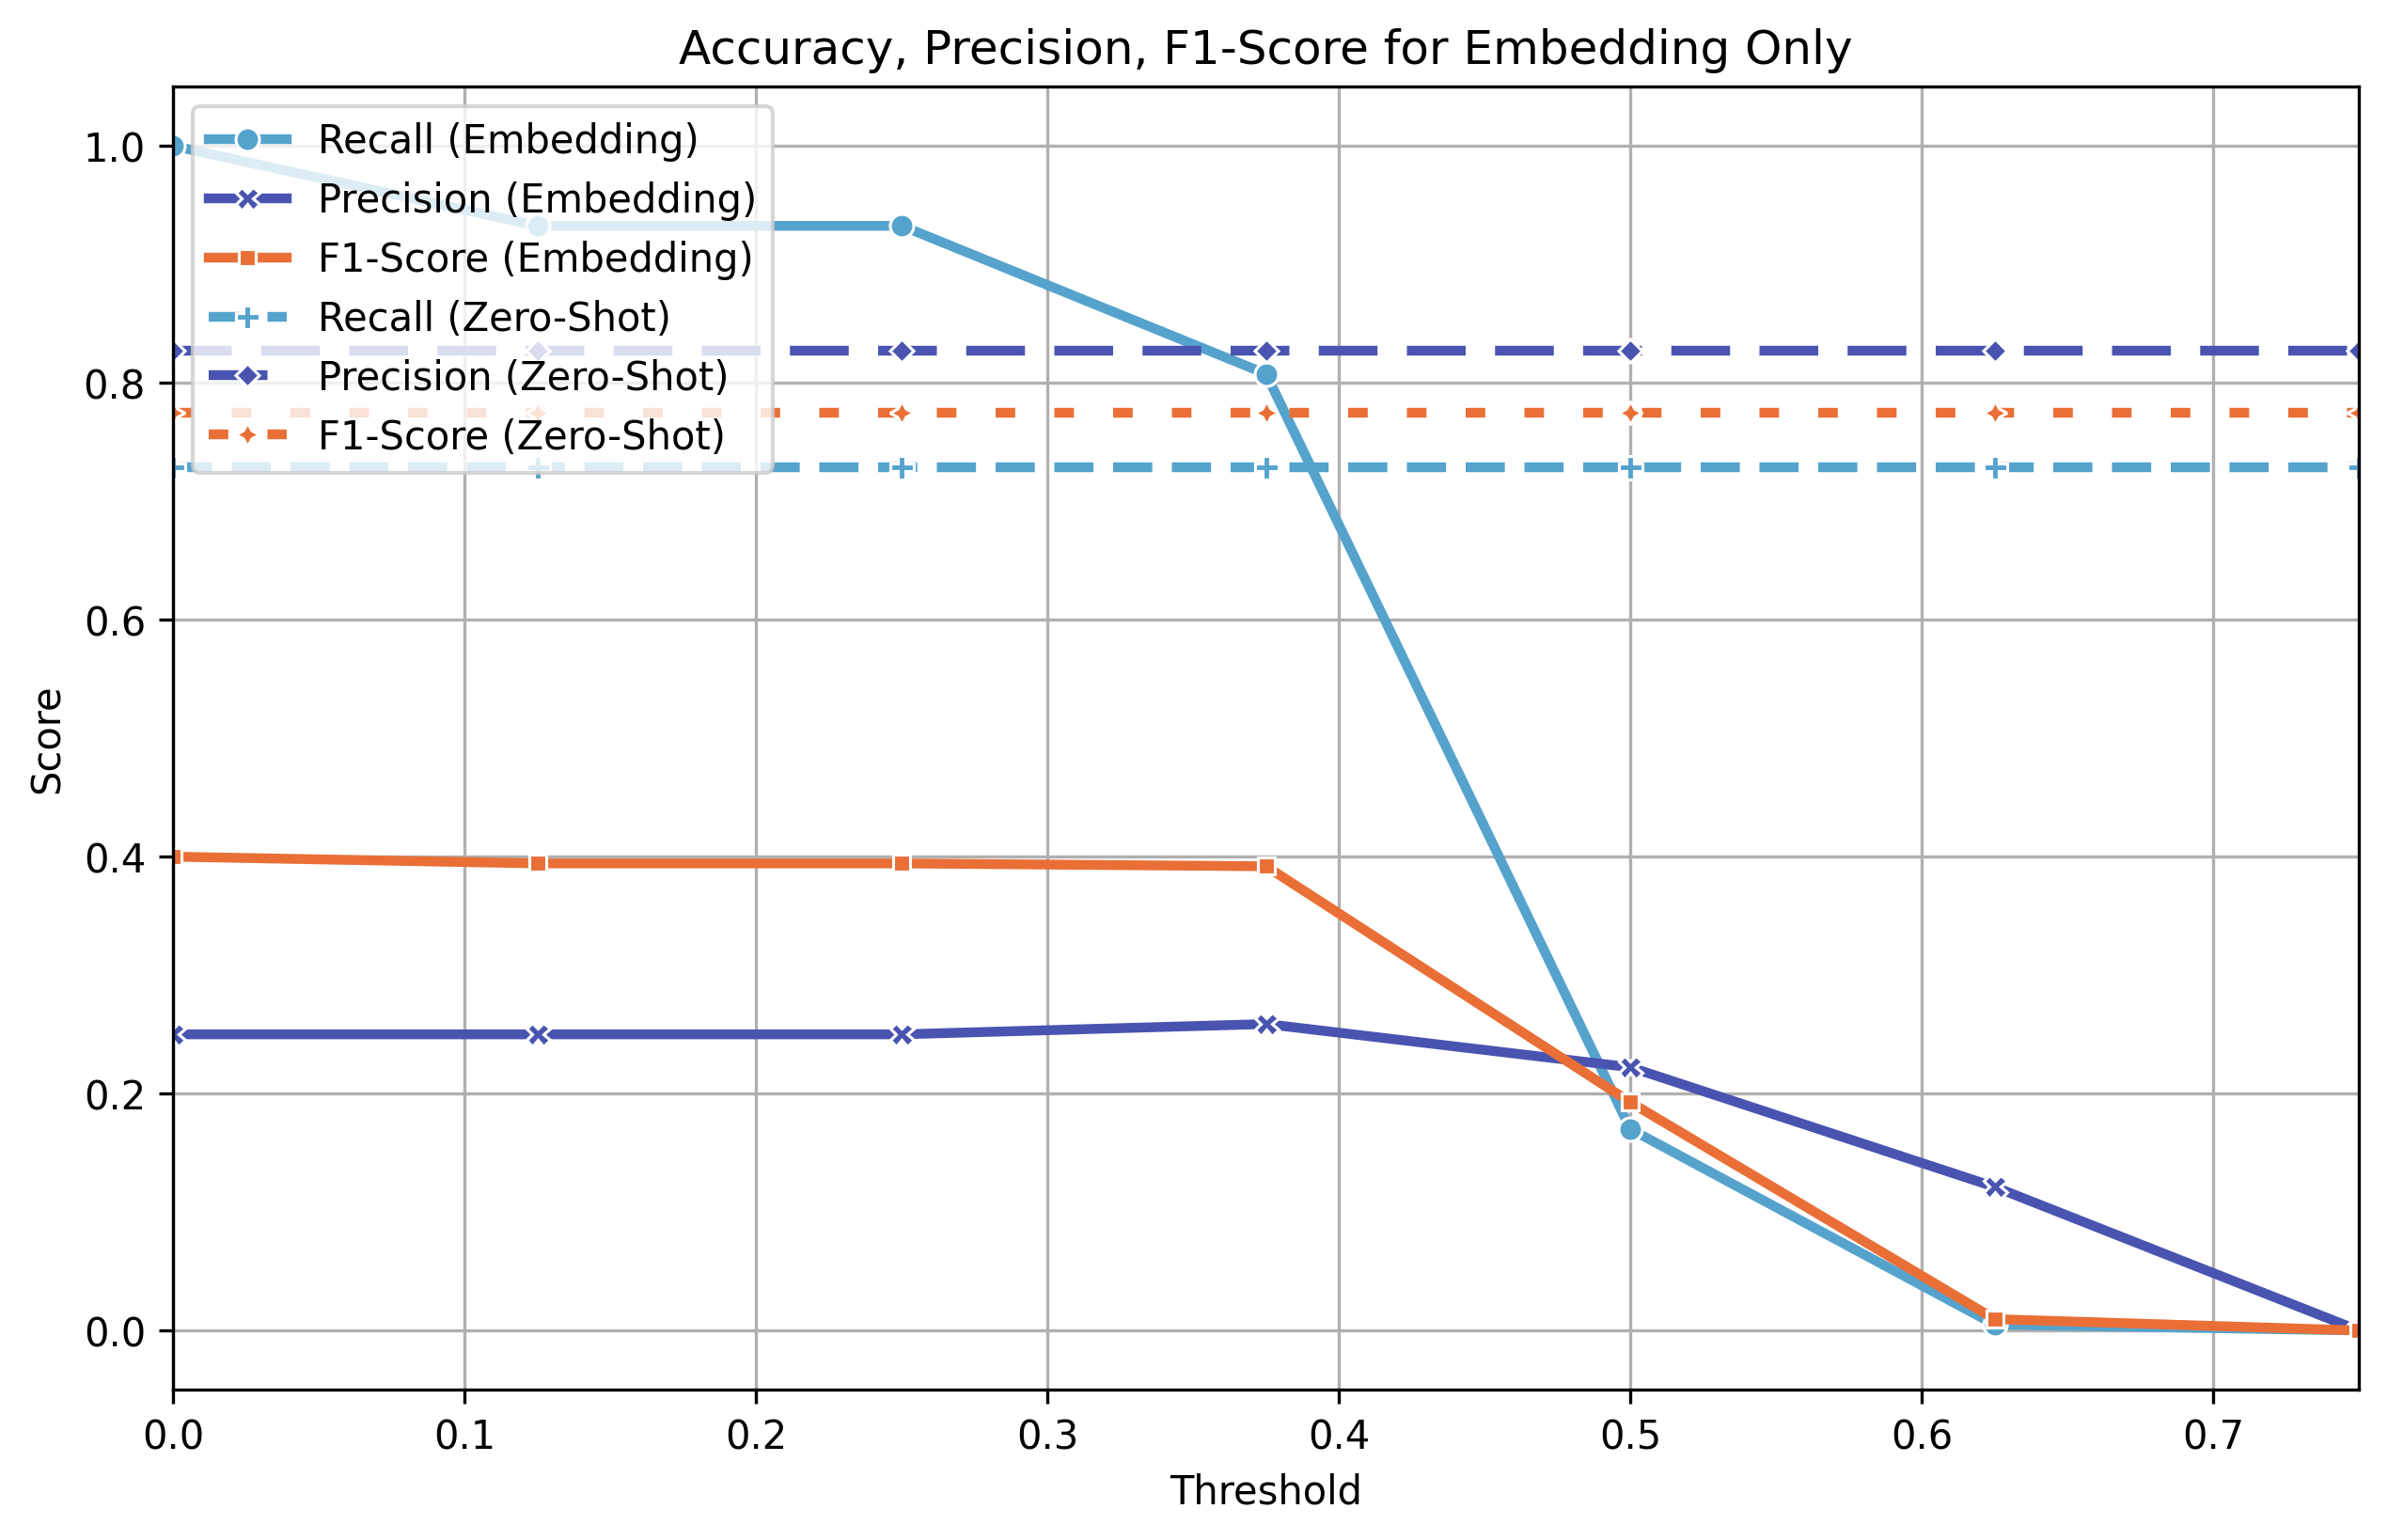 Accuracy, Precision, F1-Score for Embedding Only
Recall (Embedding)
Precision (Embedding)
F1-Score (Embedding)
Recall (Zero-Shot)
Precision (Zero-Shot)
F1-Score (Zero-Shot)
1.0
0.8
0.6
0.4
0.2
0.0
Score
0.0 0.1 0.2 0.3 0.4 0.5 0.6 0.7
Threshold